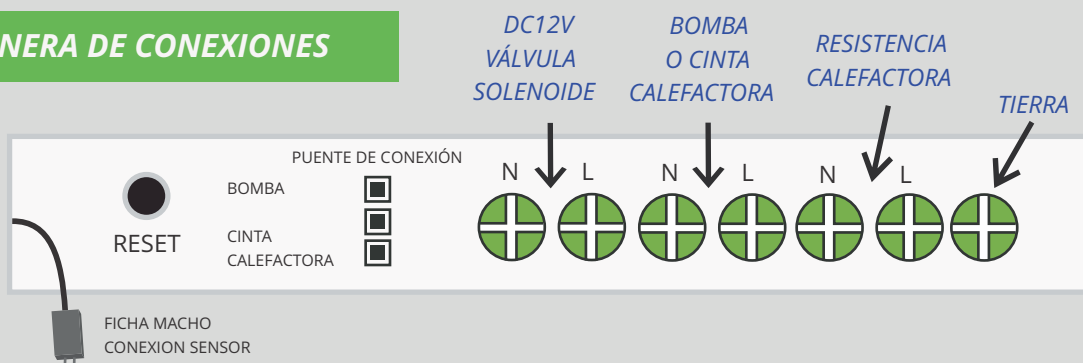 NERA DE CONEXIONES
DC12V
VÁLVULA
SOLENOIDE
BOMBA
O CINTA
CALEFACTORA
RESISTENCIA
CALEFACTORA
TIERRA
PUENTE DE CONEXIÓN
BOMBA
CINTA
CALEFACTORA
RESET
N L N L N L
FICHA MACHO
CONEXION SENSOR